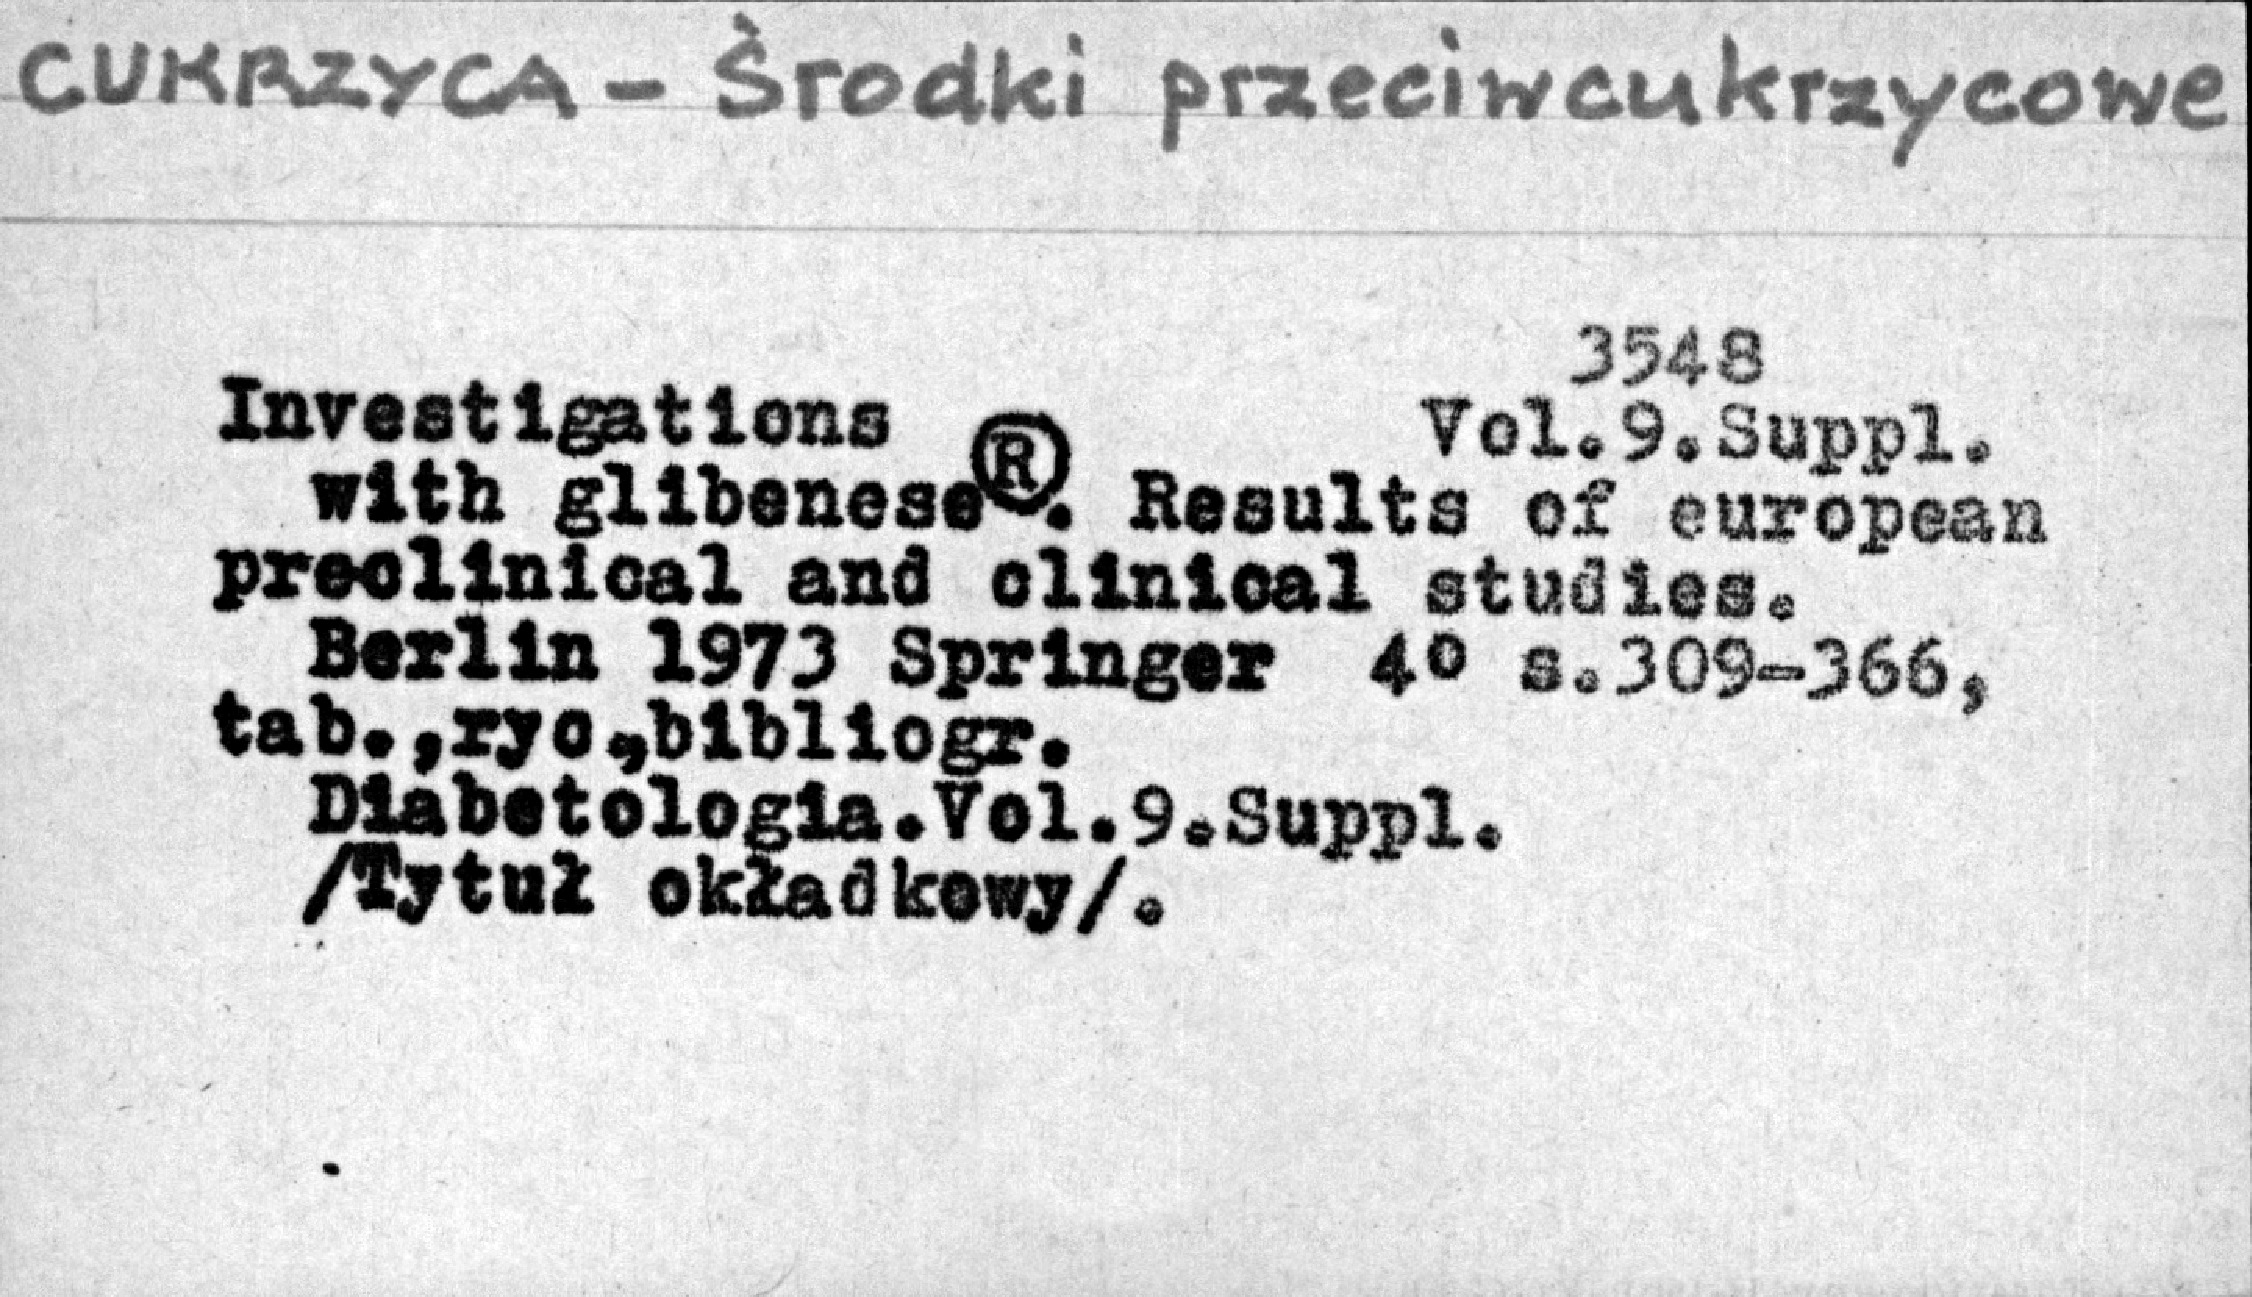 CUKRZYCA - Środki przeciwcukrzycowe
3548
Investigations
Vol.9.Suppl.
with glibenese®. Results of european
preclinical and clinical studies.
Berlin 1973 Springer 4º s.309-366,
tab.,ryc.,bibliogr.
Diabetologia.Vol.9.Suppl.
/Tytuł okładkowy/.